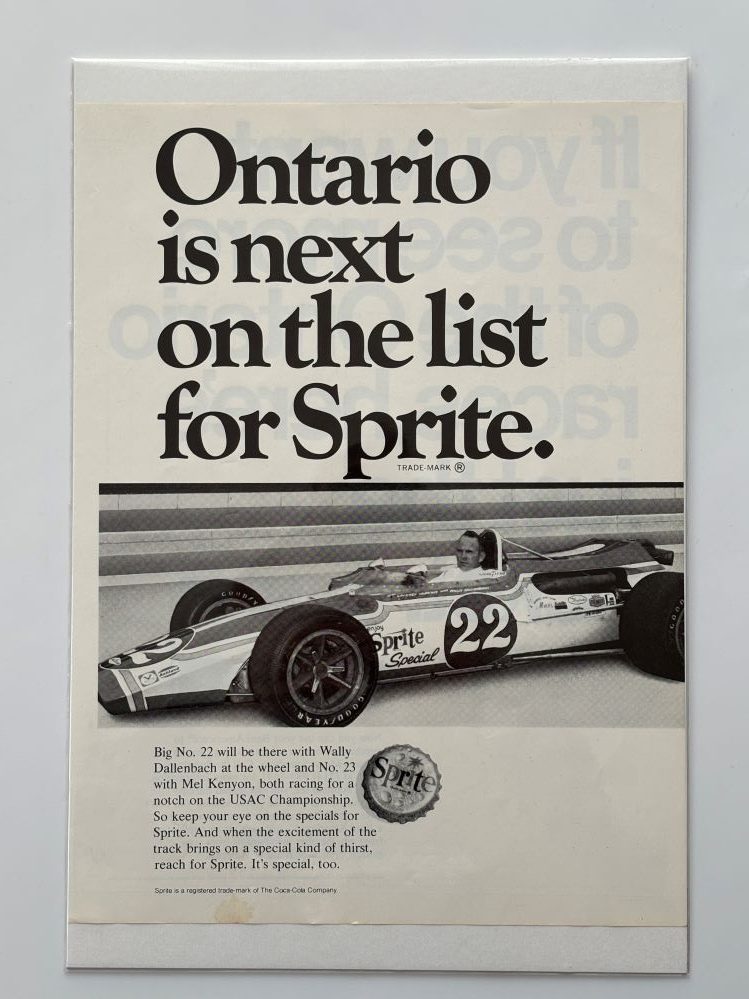 Ontario
is next
on the list
for Sprite.
TRADE-MARK ®
GOODYEAR
22
enjoy
Sprite
Special
22
GOODYEAR
Big No. 22 will be there with Wally
Dallenbach at the wheel and No. 23
with Mel Kenyon, both racing for a
notch on the USAC Championship.
So keep your eye on the specials for
Sprite. And when the excitement of the
track brings on a special kind of thirst,
reach for Sprite. It's special, too.
Sprite
Sprite is a registered trade-mark of The Coca-Cola Company.